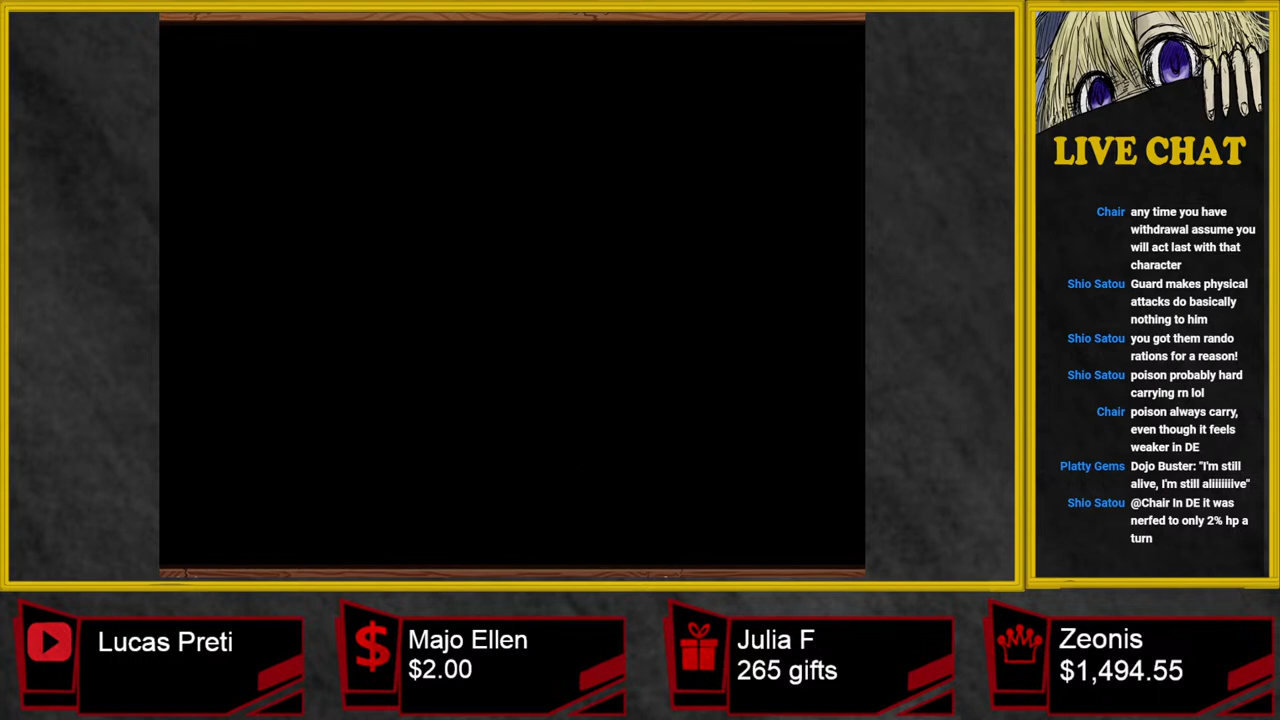 LIVE CHAT
Chair any time you have
withdrawal assume you
will act last with that
character
Shio Satou Guard makes physical
attacks do basically
nothing to him
Shio Satou you got them rando
rations for a reason!
Shio Satou poison probably hard
carrying rn lol
Chair poison always carry,
even though it feels
weaker in DE
Platty Gems Dojo Buster: "I'm still
alive, I'm still aliiiiiiive"
Shio Satou @Chair In DE it was
nerfed to only 2% hp a
turn
Lucas Preti
Majo Ellen
$2.00
Julia F
265 gifts
Zeonis
$1,494.55